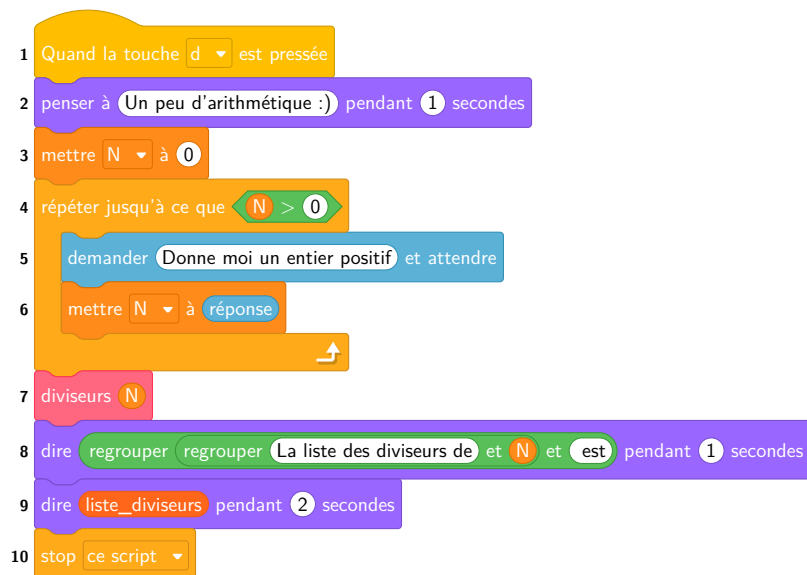 1 Quand la touche d est pressée
2 penser à Un peu d'arithmétique :) pendant 1 secondes
3 mettre N à 0
4 répéter jusqu'à ce que N > 0
5 demander Donne moi un entier positif et attendre
6 mettre N à réponse
7 diviseurs N
8 dire regrouper regrouper La liste des diviseurs de et N et est pendant 1 secondes
9 dire liste_diviseurs pendant 2 secondes
10 stop ce script